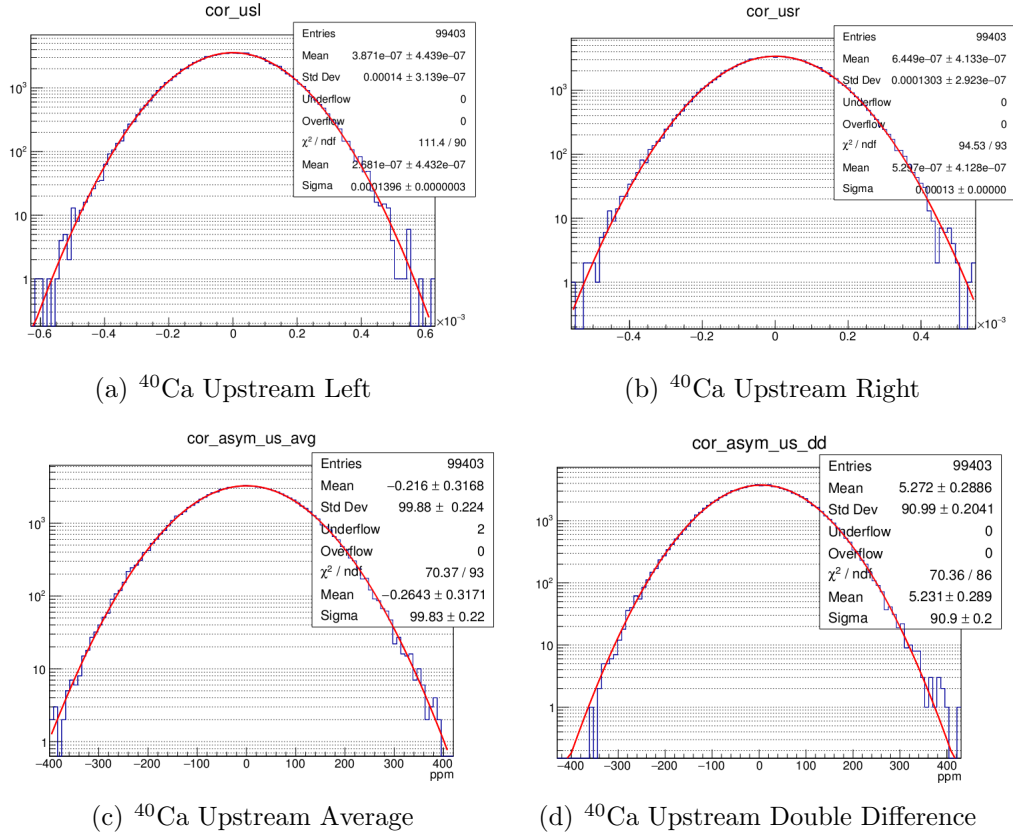 cor_usl
Entries 99403
Mean 3.871e−07 ± 4.439e−07
Std Dev 0.00014 ± 3.139e−07
Underflow 0
Overflow 0
χ² / ndf 111.4 / 90
Mean 2.681e−07 ± 4.432e−07
Sigma 0.0001396 ± 0.0000003
10³
10²
10
1
−0.6 −0.4 −0.2 0 0.2 0.4 0.6
×10⁻³
(a) ⁴⁰Ca Upstream Left
cor_usr
Entries 99403
Mean 6.449e−07 ± 4.133e−07
Std Dev 0.0001303 ± 2.923e−07
Underflow 0
Overflow 0
χ² / ndf 94.53 / 93
Mean 5.297e−07 ± 4.128e−07
Sigma 0.00013 ± 0.00000
10³
10²
10
1
−0.4 −0.2 0 0.2 0.4
×10⁻³
(b) ⁴⁰Ca Upstream Right
cor_asym_us_avg
Entries 99403
Mean −0.216 ± 0.3168
Std Dev 99.88 ± 0.224
Underflow 2
Overflow 0
χ² / ndf 70.37 / 93
Mean −0.2643 ± 0.3171
Sigma 99.83 ± 0.22
10³
10²
10
1
−400 −300 −200 −100 0 100 200 300 400
ppm
(c) ⁴⁰Ca Upstream Average
cor_asym_us_dd
Entries 99403
Mean 5.272 ± 0.2886
Std Dev 90.99 ± 0.2041
Underflow 0
Overflow 0
χ² / ndf 70.36 / 86
Mean 5.231 ± 0.289
Sigma 90.9 ± 0.2
10³
10²
10
1
−400 −300 −200 −100 0 100 200 300 400
ppm
(d) ⁴⁰Ca Upstream Double Difference